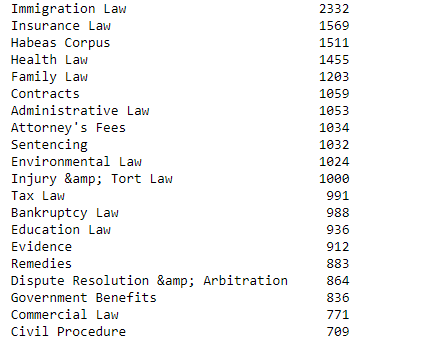 Immigration Law 2332
Insurance Law 1569
Habeas Corpus 1511
Health Law 1455
Family Law 1203
Contracts 1059
Administrative Law 1053
Attorney's Fees 1034
Sentencing 1032
Environmental Law 1024
Injury &amp; Tort Law 1000
Tax Law 991
Bankruptcy Law 988
Education Law 936
Evidence 912
Remedies 883
Dispute Resolution &amp; Arbitration 864
Government Benefits 836
Commercial Law 771
Civil Procedure 709